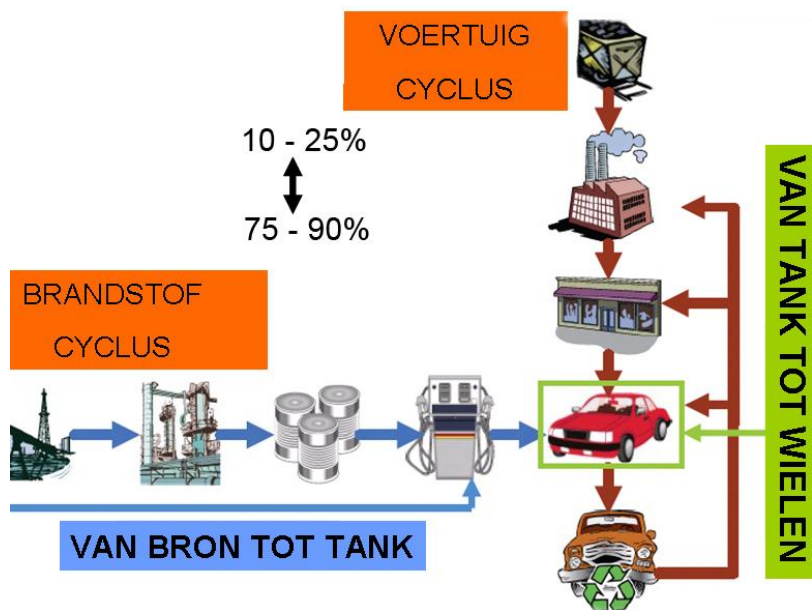 VOERTUIG
CYCLUS
10 - 25%
75 - 90%
BRANDSTOF
CYCLUS
VAN BRON TOT TANK
VAN TANK TOT WIELEN